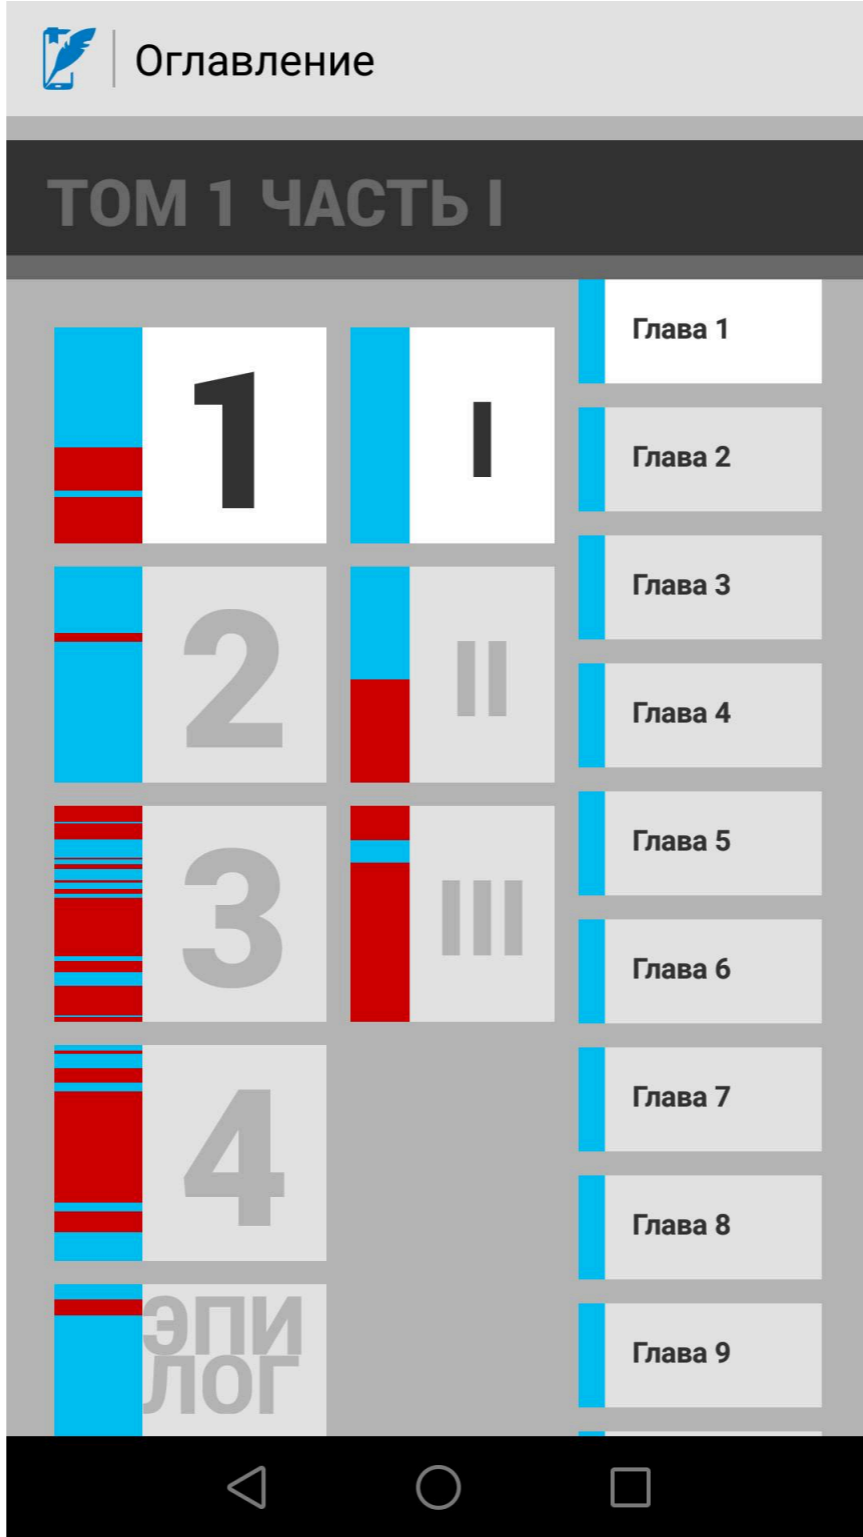 Оглавление
ТОМ 1 ЧАСТЬ I
1
I
2
II
3
III
4
ЭПИ
ЛОГ
Глава 1
Глава 2
Глава 3
Глава 4
Глава 5
Глава 6
Глава 7
Глава 8
Глава 9